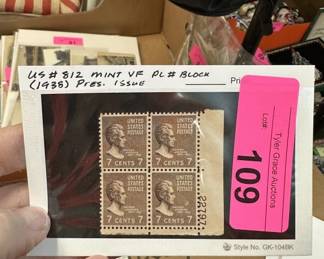 US# 812 MINT VF PL# BLOCK
(1938) PRES. ISSUE
Pri
Lot#
109
Tyler Grace Auctions
UNITED STATES POSTAGE
7 CENTS 7
UNITED STATES POSTAGE
7 CENTS 7
UNITED STATES POSTAGE
7 CENTS 7
UNITED STATES POSTAGE
7 CENTS 7
Style No. GK-1048K